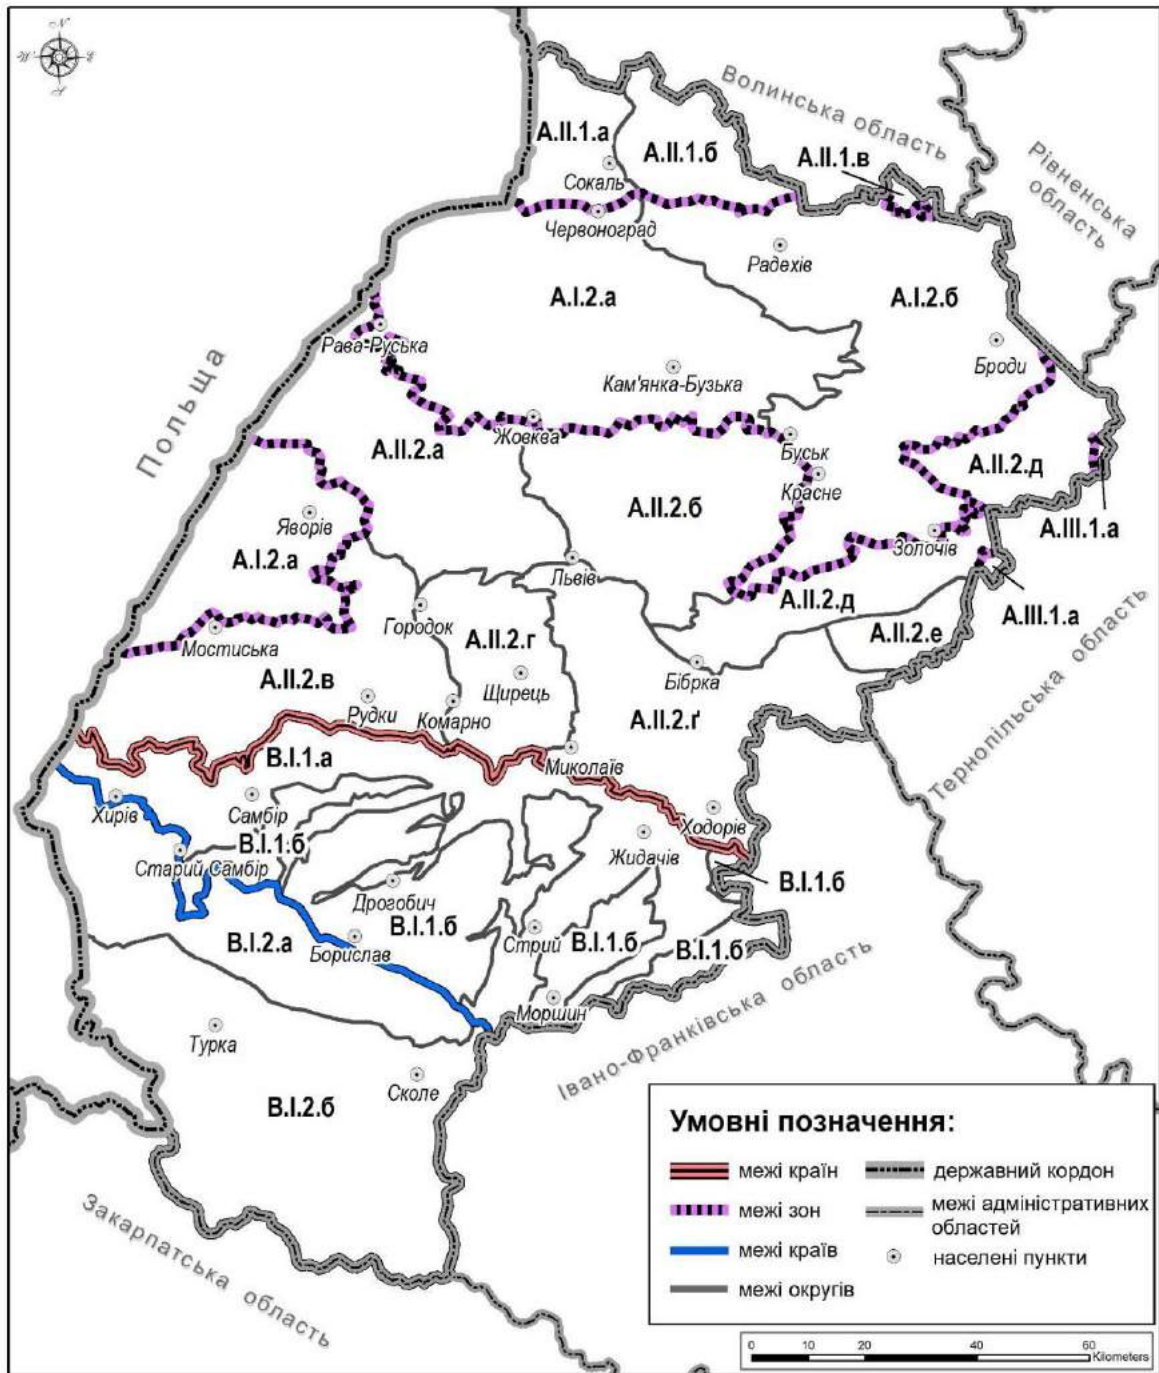 N
W
Волинська область
Рівненська
область
А.ІІ.1.а
А.ІІ.1.б
А.ІІ.1.в
Сокаль
Червоноград
Радехів
А.І.2.а
А.І.2.б
Рава-Руська
Броди
Кам'янка-Бузька
Польща
Жовква
А.ІІ.2.а
Буськ
А.ІІ.2.д
Красне
А.ІІ.2.б
Яворів
А.ІІІ.1.а
Золочів
А.І.2.а
Львів
А.ІІ.2.д
Городок
А.ІІІ.1.а
Мостиська
А.ІІ.2.г
А.ІІ.2.е
Бібрка
Щирець
А.ІІ.2.в
Рудки
Комарно
А.ІІ.2.ґ
Тернопільська область
В.І.1.а
Миколаїв
Хирів
Самбір
Ходорів
В.І.1.б
Жидачів
Старий Самбір
В.І.1.б
Дрогобич
В.І.1.б
Стрий
В.І.1.б
В.І.2.а
Борислав
В.І.1.б
Моршин
Турка
Івано-Франківська область
Сколе
В.І.2.б
Закарпатська область
Умовні позначення:
межі країн
державний кордон
межі зон
межі адміністративних
областей
межі країв
населені пункти
межі округів
0 10 20 40 60
Kilometers